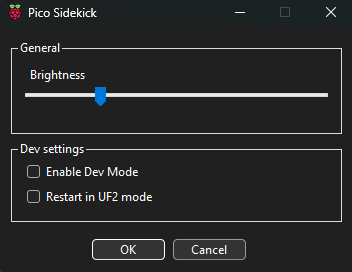 Pico Sidekick
General
Brightness
Dev settings
Enable Dev Mode
Restart in UF2 mode
OK Cancel